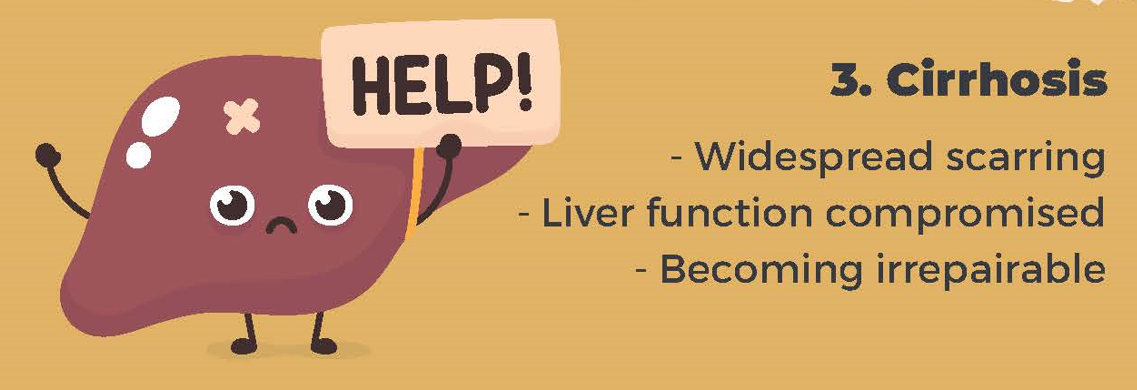 HELP!
3. Cirrhosis
- Widespread scarring
- Liver function compromised
- Becoming irrepairable